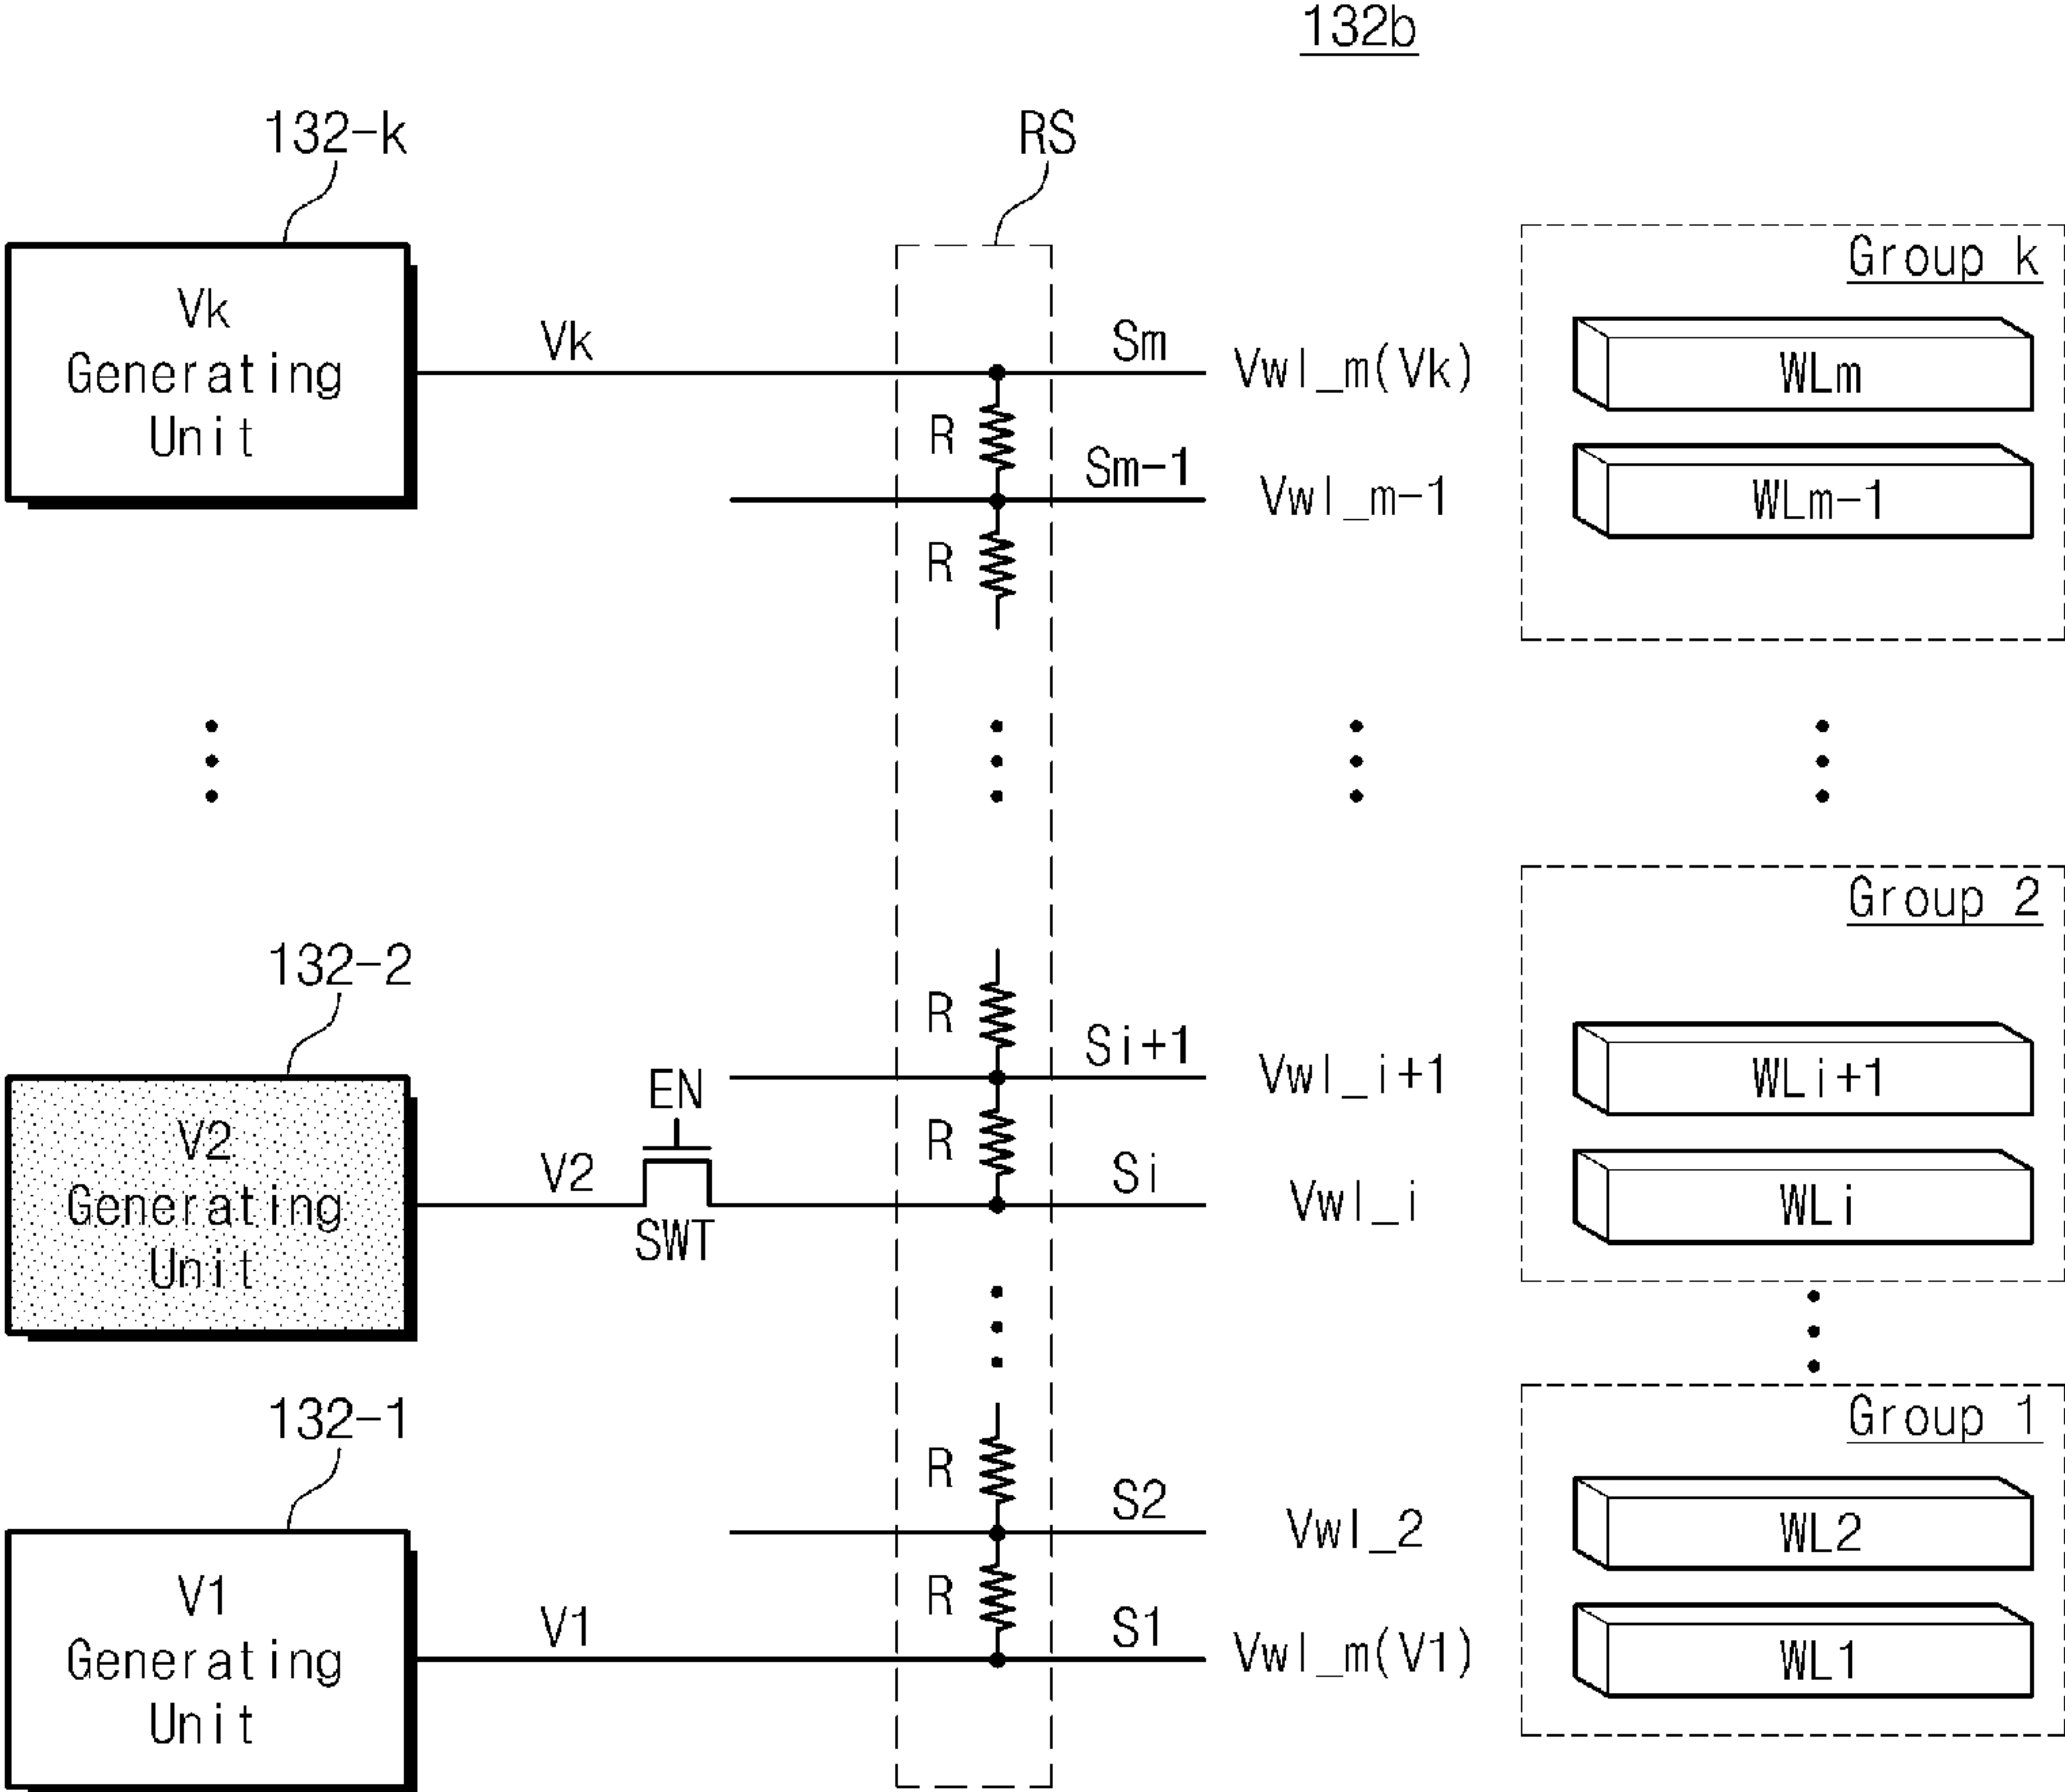 132b
132-k
RS
Vk
Generating
Unit
Vk
Sm
Vwl_m(Vk)
Group k
WLm
R
Sm-1
Vwl_m-1
WLm-1
R
132-2
V2
Generating
Unit
V2
EN
SWT
R
Si+1
Vwl_i+1
Group 2
WLi+1
R
Si
Vwl_i
WLi
132-1
V1
Generating
Unit
V1
R
S2
Vwl_2
Group 1
WL2
R
S1
Vwl_m(V1)
WL1